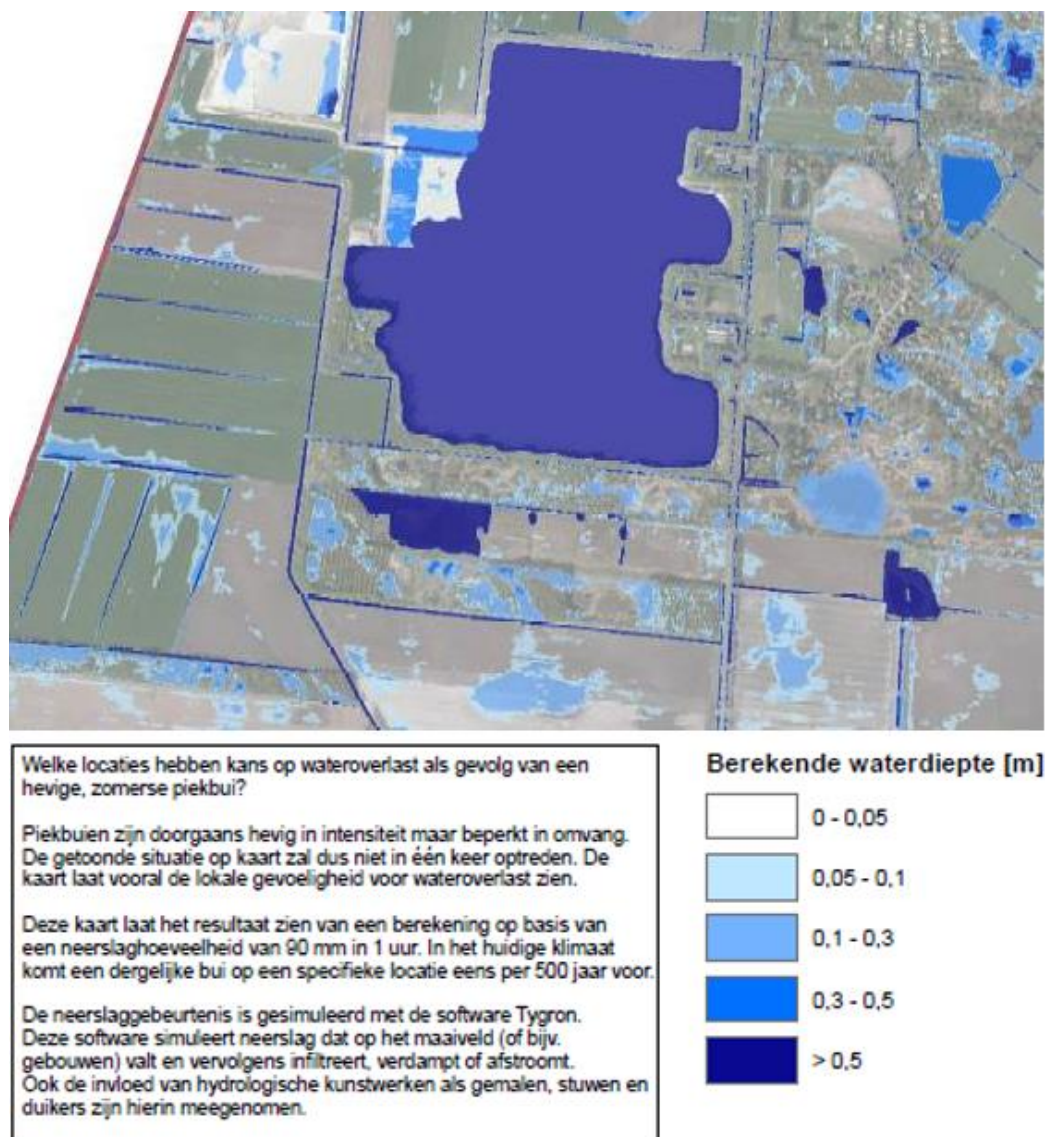 Welke locaties hebben kans op wateroverlast als gevolg van een
hevige, zomerse piekbui?
Piekbuien zijn doorgaans hevig in intensiteit maar beperkt in omvang.
De getoonde situatie op kaart zal dus niet in één keer optreden. De
kaart laat vooral de lokale gevoeligheid voor wateroverlast zien.
Deze kaart laat het resultaat zien van een berekening op basis van
een neerslaghoeveelheid van 90 mm in 1 uur. In het huidige klimaat
komt een dergelijke bui op een specifieke locatie eens per 500 jaar voor.
De neerslaggebeurtenis is gesimuleerd met de software Tygron.
Deze software simuleert neerslag dat op het maaiveld (of bijv.
gebouwen) valt en vervolgens infiltreert, verdampt of afstroomt.
Ook de invloed van hydrologische kunstwerken als gemalen, stuwen en
duikers zijn hierin meegenomen.
Berekende waterdiepte [m]
0 - 0,05
0,05 - 0,1
0,1 - 0,3
0,3 - 0,5
> 0,5